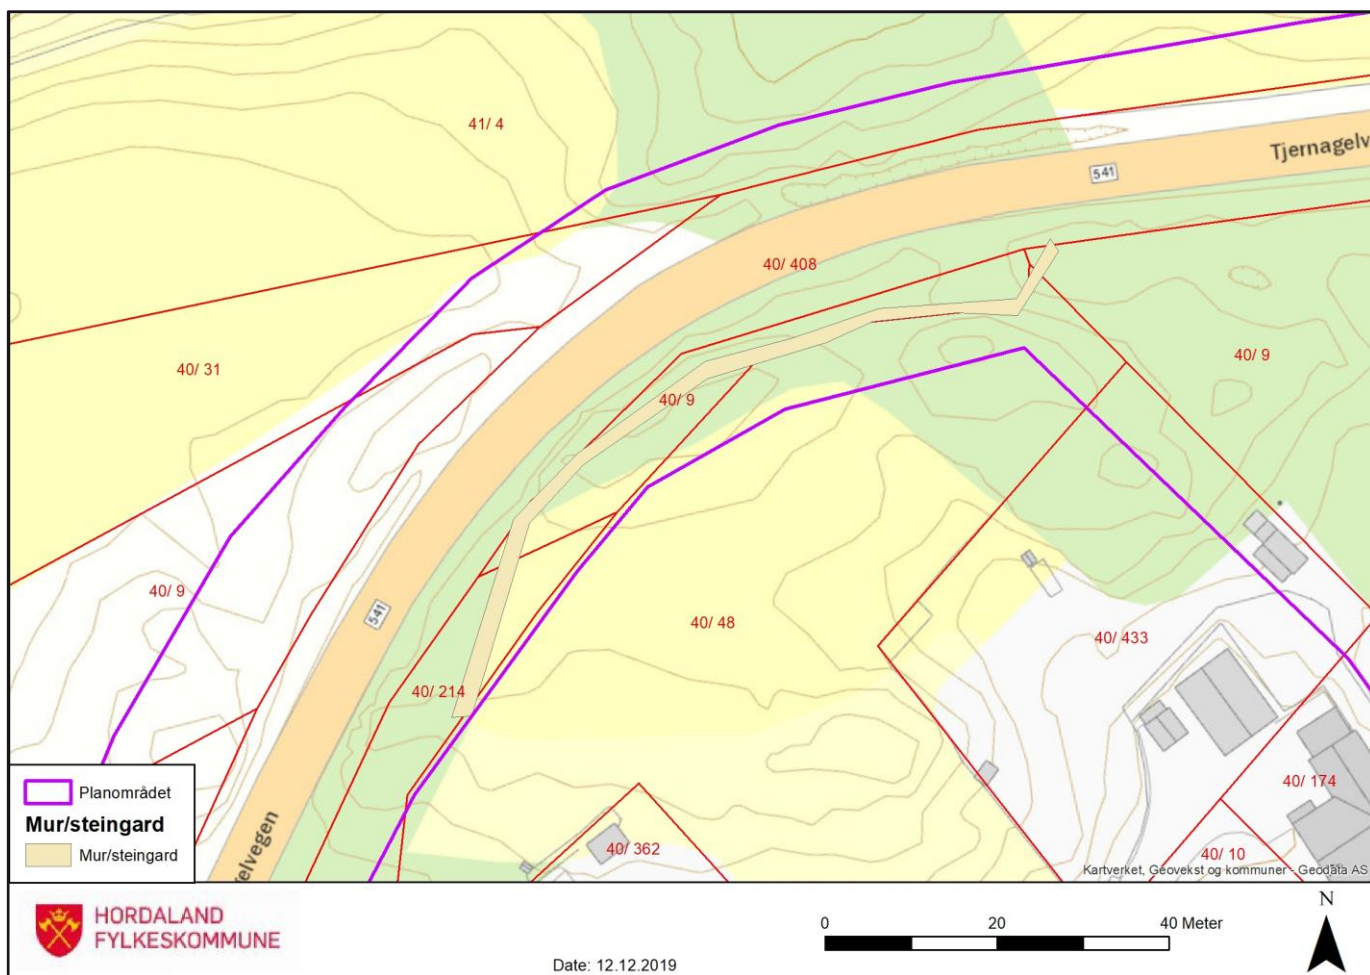 41/ 4
Tjernagelv
541
40/ 408
40/ 31
40/ 9
40/ 9
40/ 9
541
40/ 48
40/ 433
40/ 214
40/ 174
40/ 362
40/ 10
elvegen
Kartverket, Geovekst og kommuner - Geodata AS
Planområdet
Mur/steingard
Mur/steingard
HORDALAND
FYLKESKOMMUNE
Date: 12.12.2019
0 20 40 Meter
N